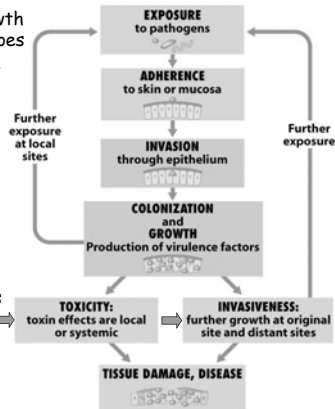 wth
oes
EXPOSURE
to pathogens
ADHERENCE
to skin or mucosa
Further
exposure
at local
sites
Further
exposure
INVASION
through epithelium
COLONIZATION
and
GROWTH
Production of virulence factors
TOXICITY:
toxin effects are local
or systemic
INVASIVENESS:
further growth at original
site and distant sites
TISSUE DAMAGE, DISEASE